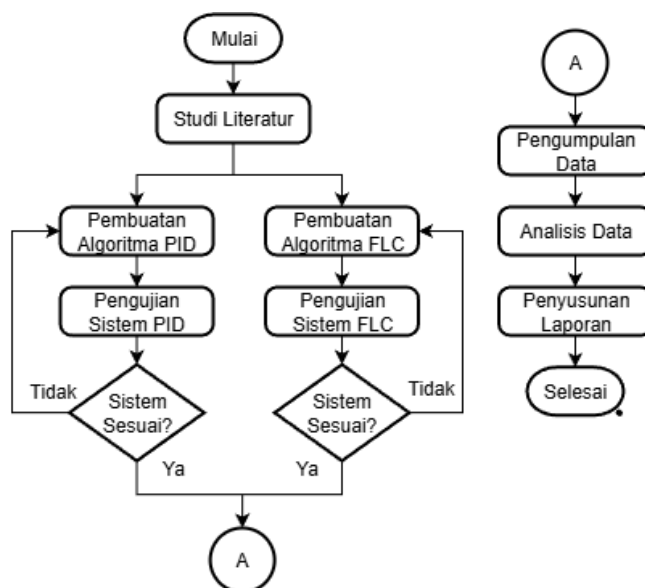 Mulai
Studi Literatur
Pembuatan
Algoritma PID
Pengujian
Sistem PID
Sistem
Sesuai?
Tidak
Ya
Pembuatan
Algoritma FLC
Pengujian
Sistem FLC
Sistem
Sesuai?
Tidak
Ya
A
A
Pengumpulan
Data
Analisis Data
Penyusunan
Laporan
Selesai